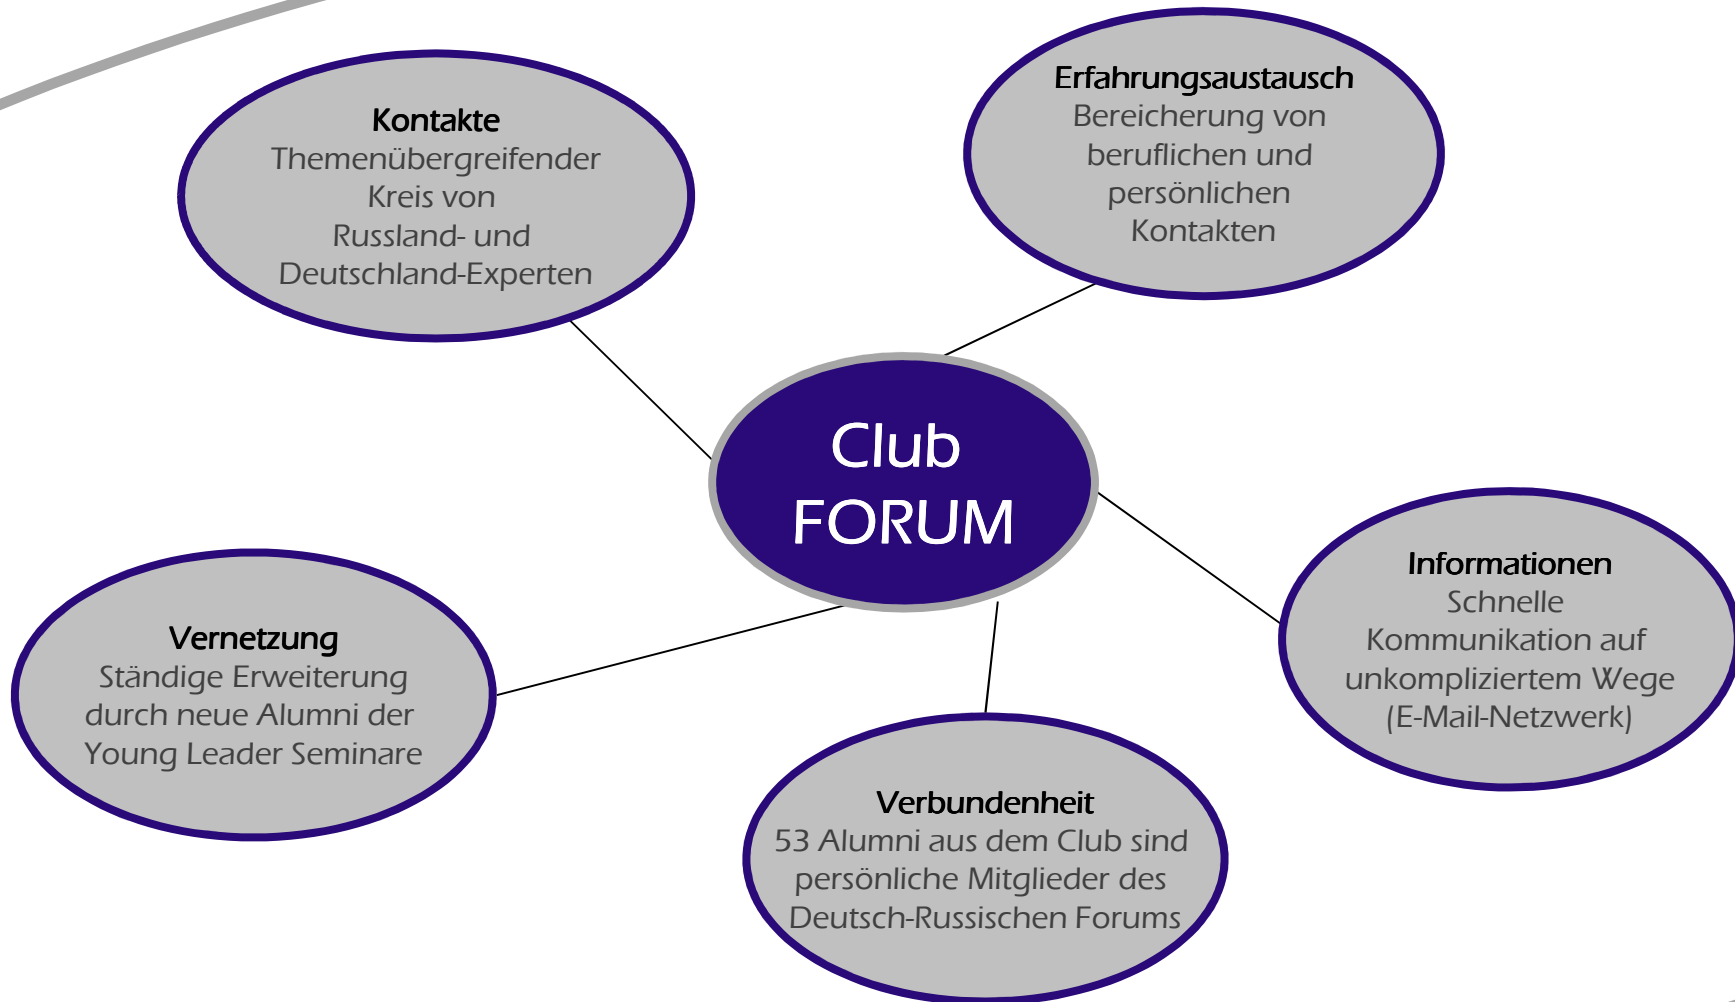 Kontakte
Themenübergreifender
Kreis von
Russland- und
Deutschland-Experten
Erfahrungsaustausch
Bereicherung von
beruflichen und
persönlichen
Kontakten
Club
FORUM
Informationen
Schnelle
Kommunikation auf
unkompliziertem Wege
(E-Mail-Netzwerk)
Vernetzung
Ständige Erweiterung
durch neue Alumni der
Young Leader Seminare
Verbundenheit
53 Alumni aus dem Club sind
persönliche Mitglieder des
Deutsch-Russischen Forums